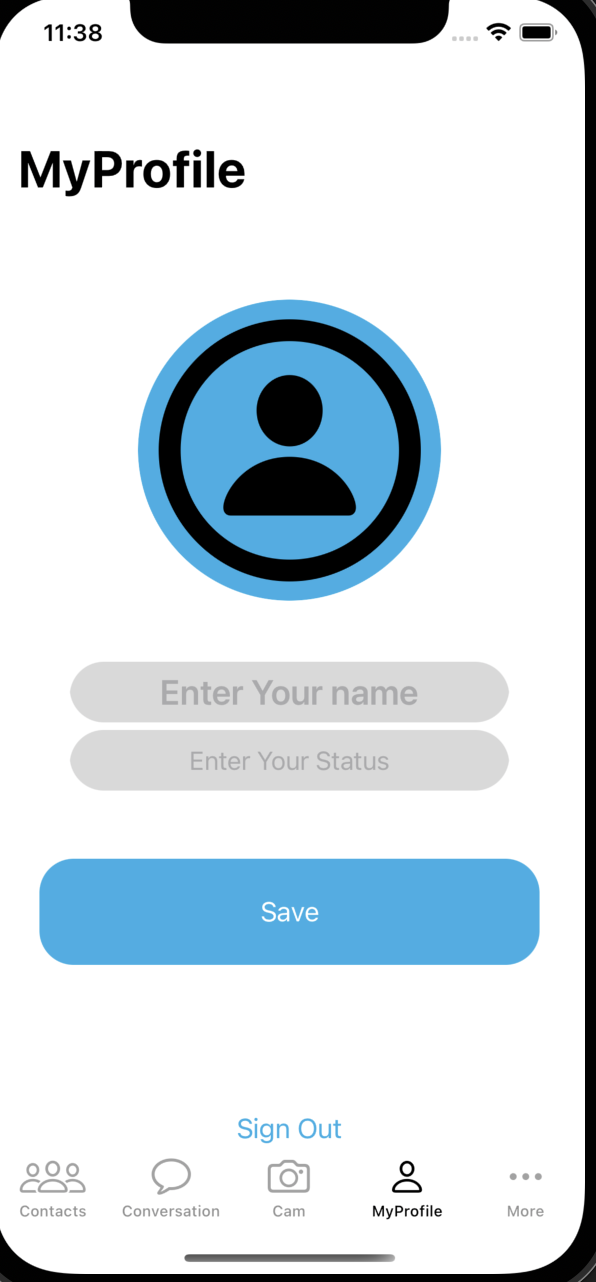 11:38
MyProfile
Enter Your name
Enter Your Status
Save
Sign Out
Contacts Conversation Cam MyProfile More